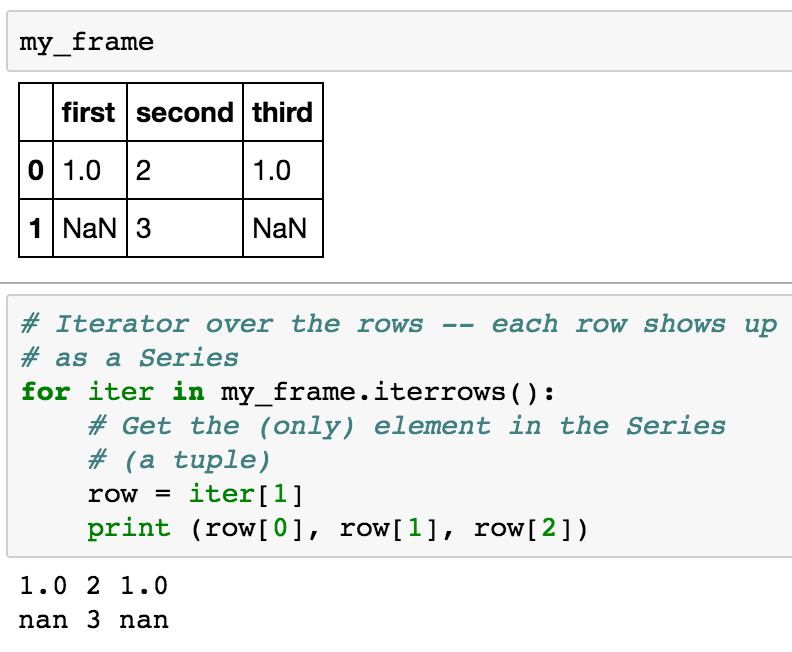 my_frame
first second third
0 1.0 2 1.0
1 NaN 3 NaN
# Iterator over the rows -- each row shows up
# as a Series
for iter in my_frame.iterrows():
    # Get the (only) element in the Series
    # (a tuple)
    row = iter[1]
    print (row[0], row[1], row[2])
1.0 2 1.0
nan 3 nan